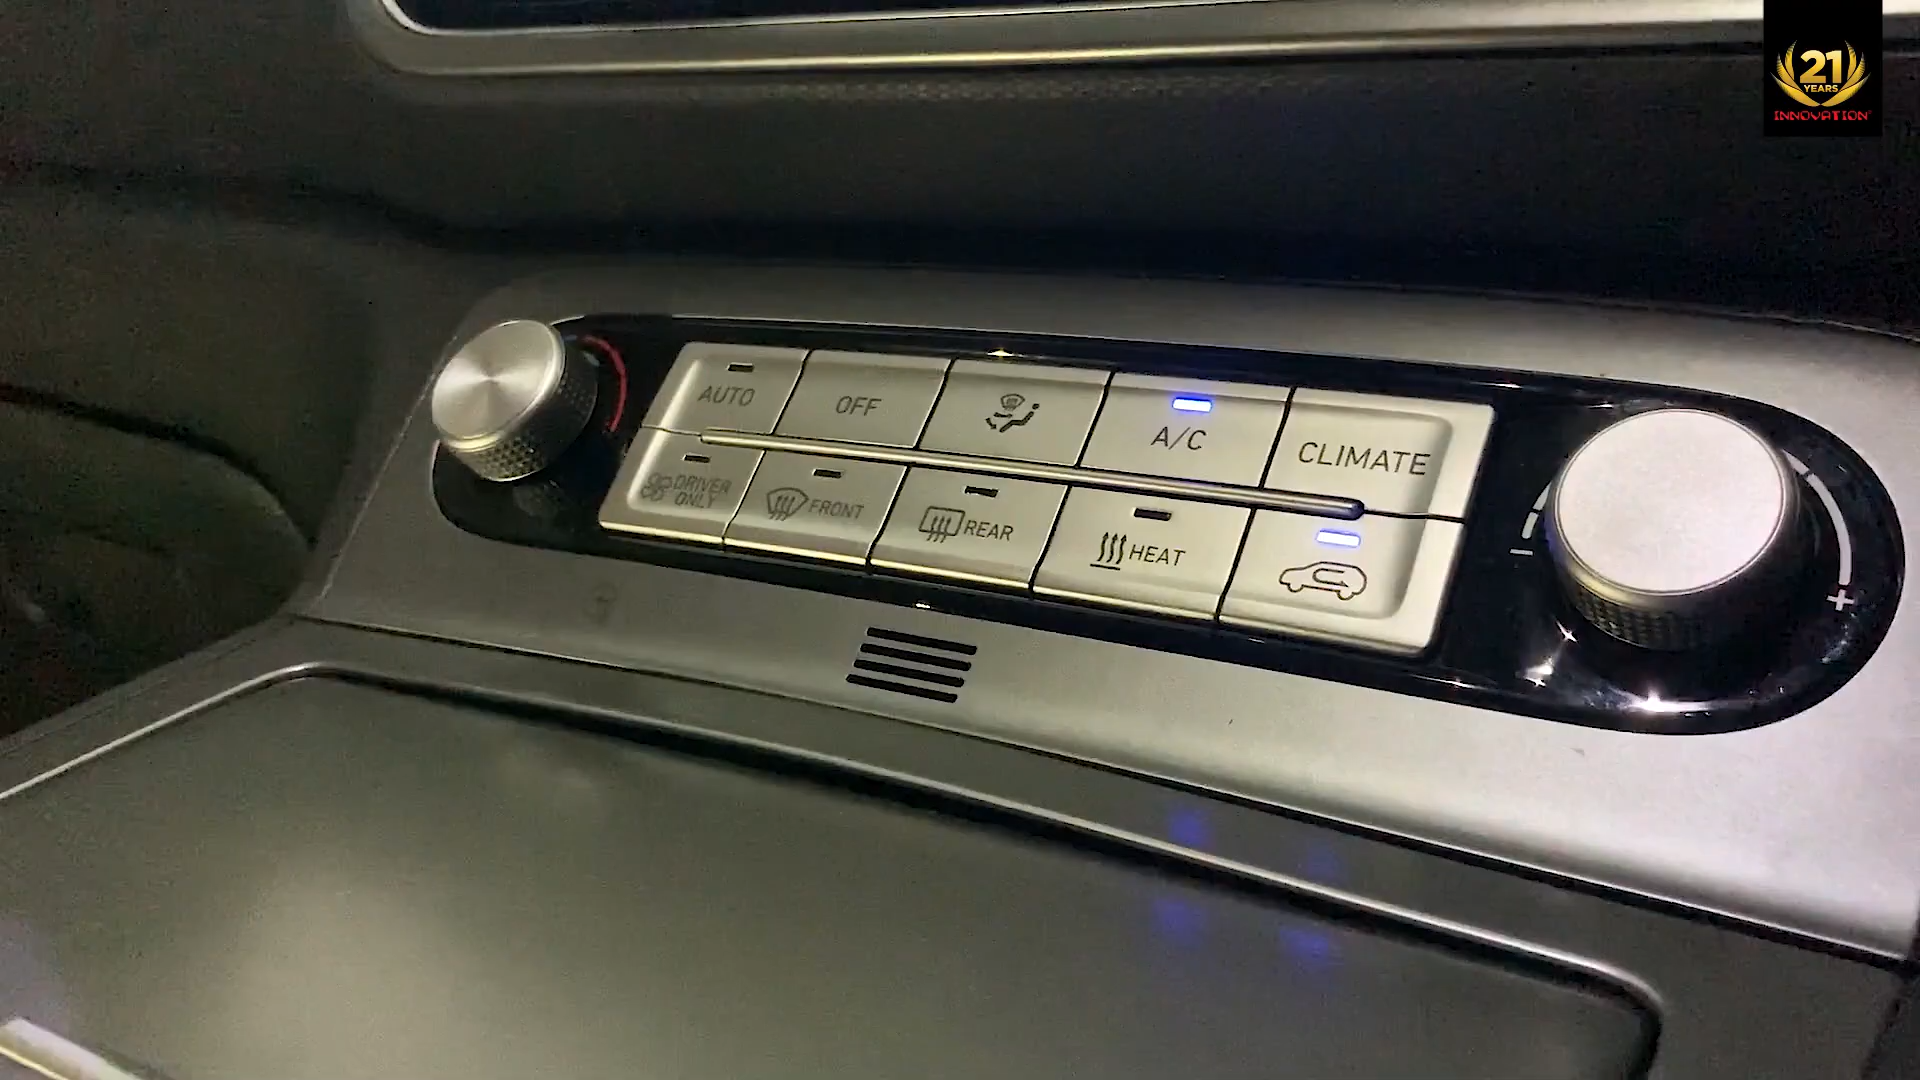 21
YEARS
INNOVATION
AUTO
OFF
A/C
CLIMATE
DRIVER
ONLY
FRONT
REAR
HEAT
−
+